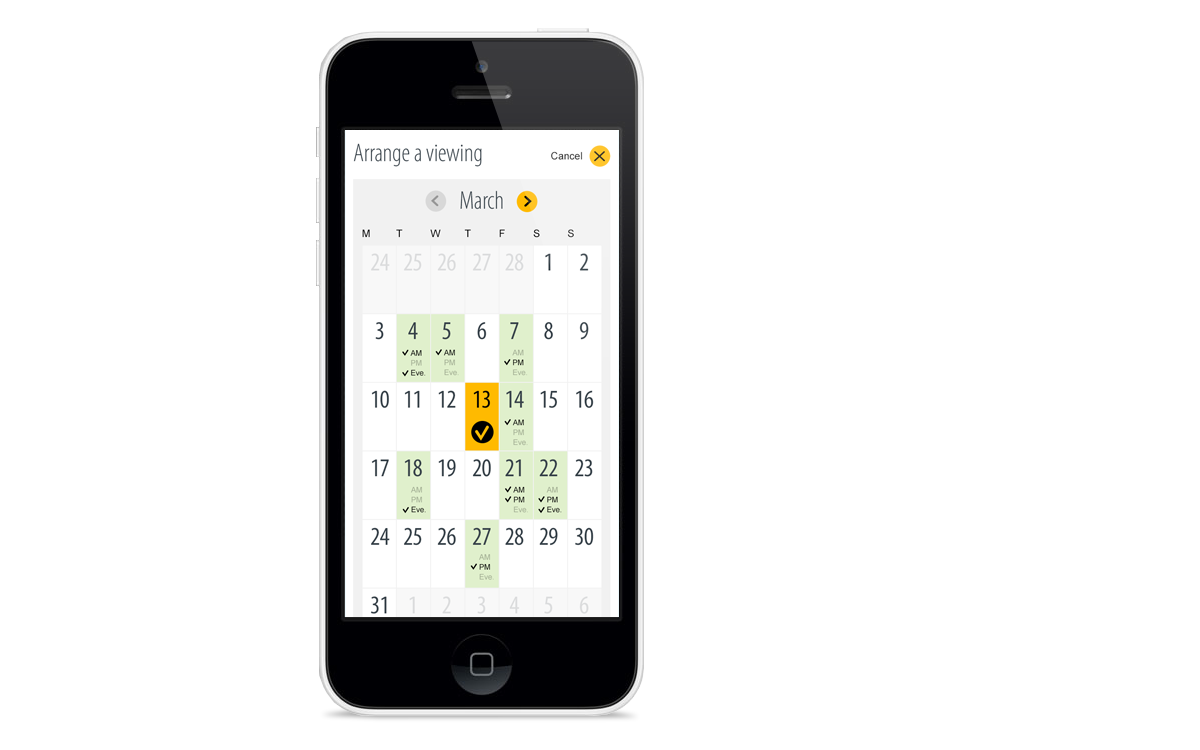 Arrange a viewing Cancel
March
M T W T F S S
24 25 26 27 28 1 2
3 4 5 6 7 8 9
AM AM AM
PM PM PM
Eve. Eve. Eve.
10 11 12 13 14 15 16
AM
PM
Eve.
17 18 19 20 21 22 23
AM AM AM
PM PM PM
Eve. Eve. Eve.
24 25 26 27 28 29 30
AM
PM
Eve.
31 1 2 3 4 5 6